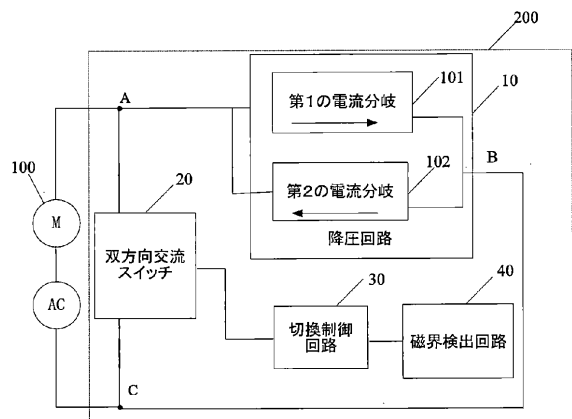 200
A
第1の電流分岐
101
10
第2の電流分岐
102
B
降圧回路
100
M
AC
20
双方向交流
スイッチ
30
切換制御
回路
40
磁界検出回路
C